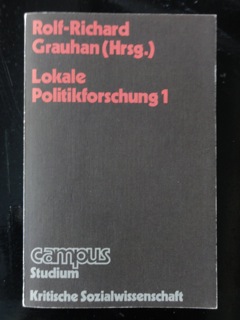 Rolf-Richard
Grauhan (Hrsg.)
Lokale
Politikforschung 1
campus
Studium
Kritische Sozialwissenschaft